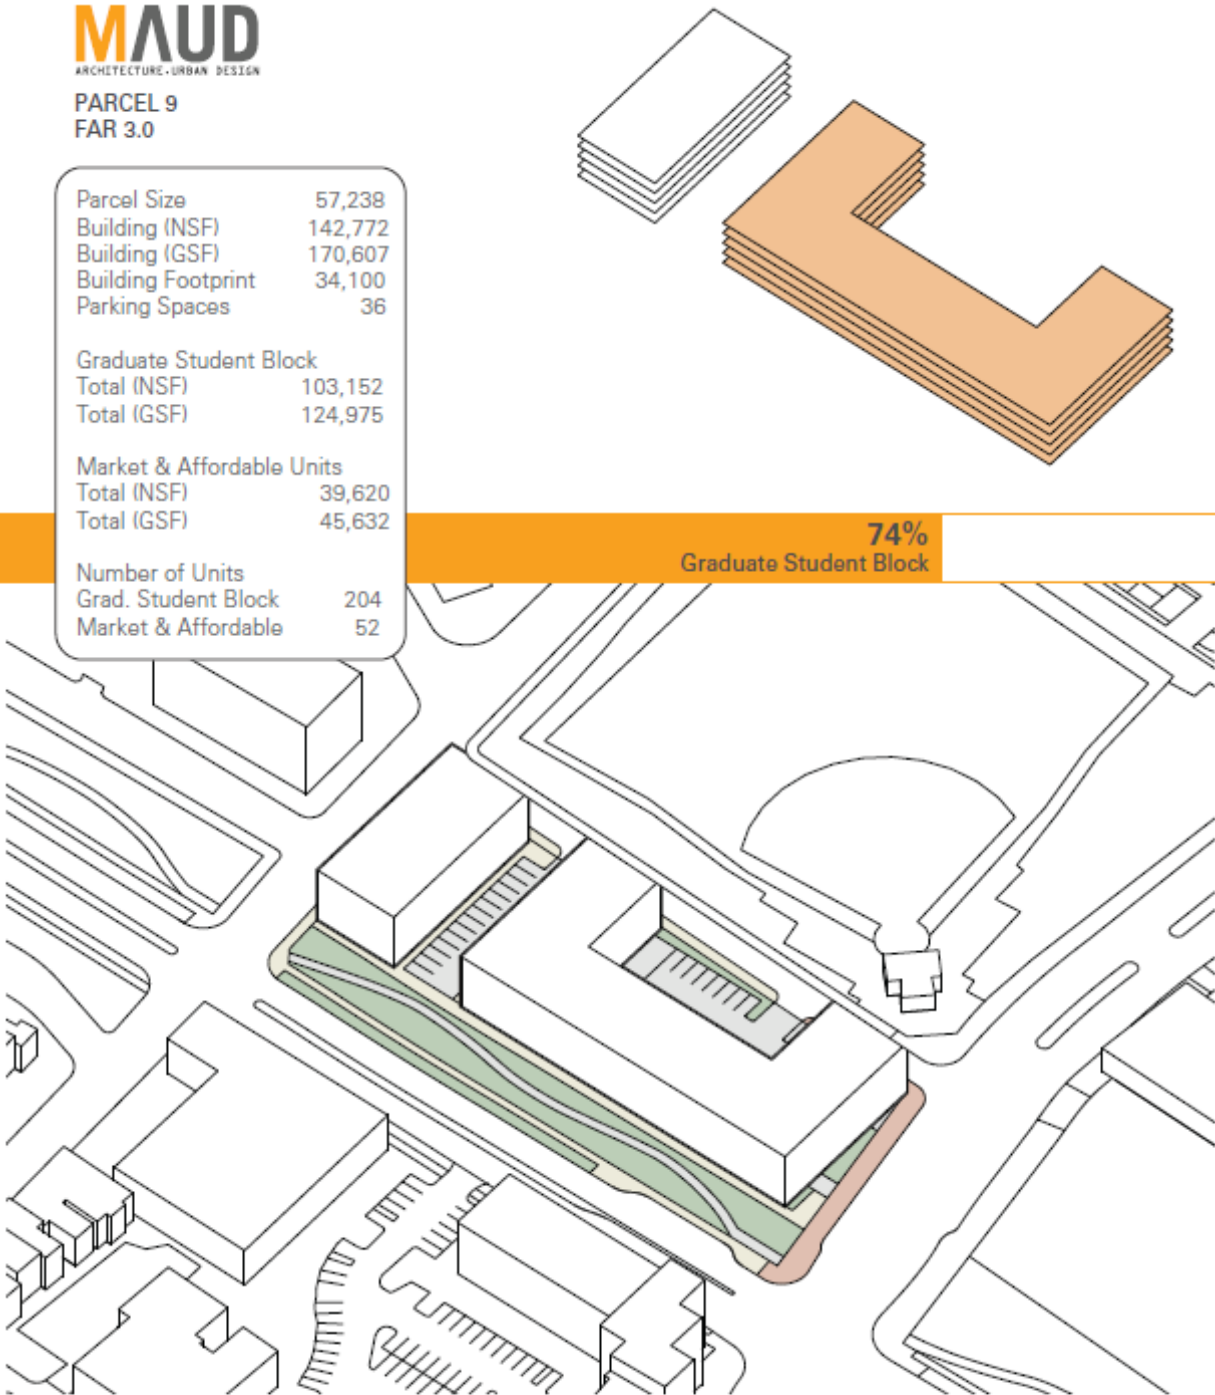 MAUD
ARCHITECTURE.URBAN DESIGN
PARCEL 9
FAR 3.0
Parcel Size 57,238
Building (NSF) 142,772
Building (GSF) 170,607
Building Footprint 34,100
Parking Spaces 36
Graduate Student Block
Total (NSF) 103,152
Total (GSF) 124,975
Market & Affordable Units
Total (NSF) 39,620
Total (GSF) 45,632
Number of Units
Grad. Student Block 204
Market & Affordable 52
74%
Graduate Student Block